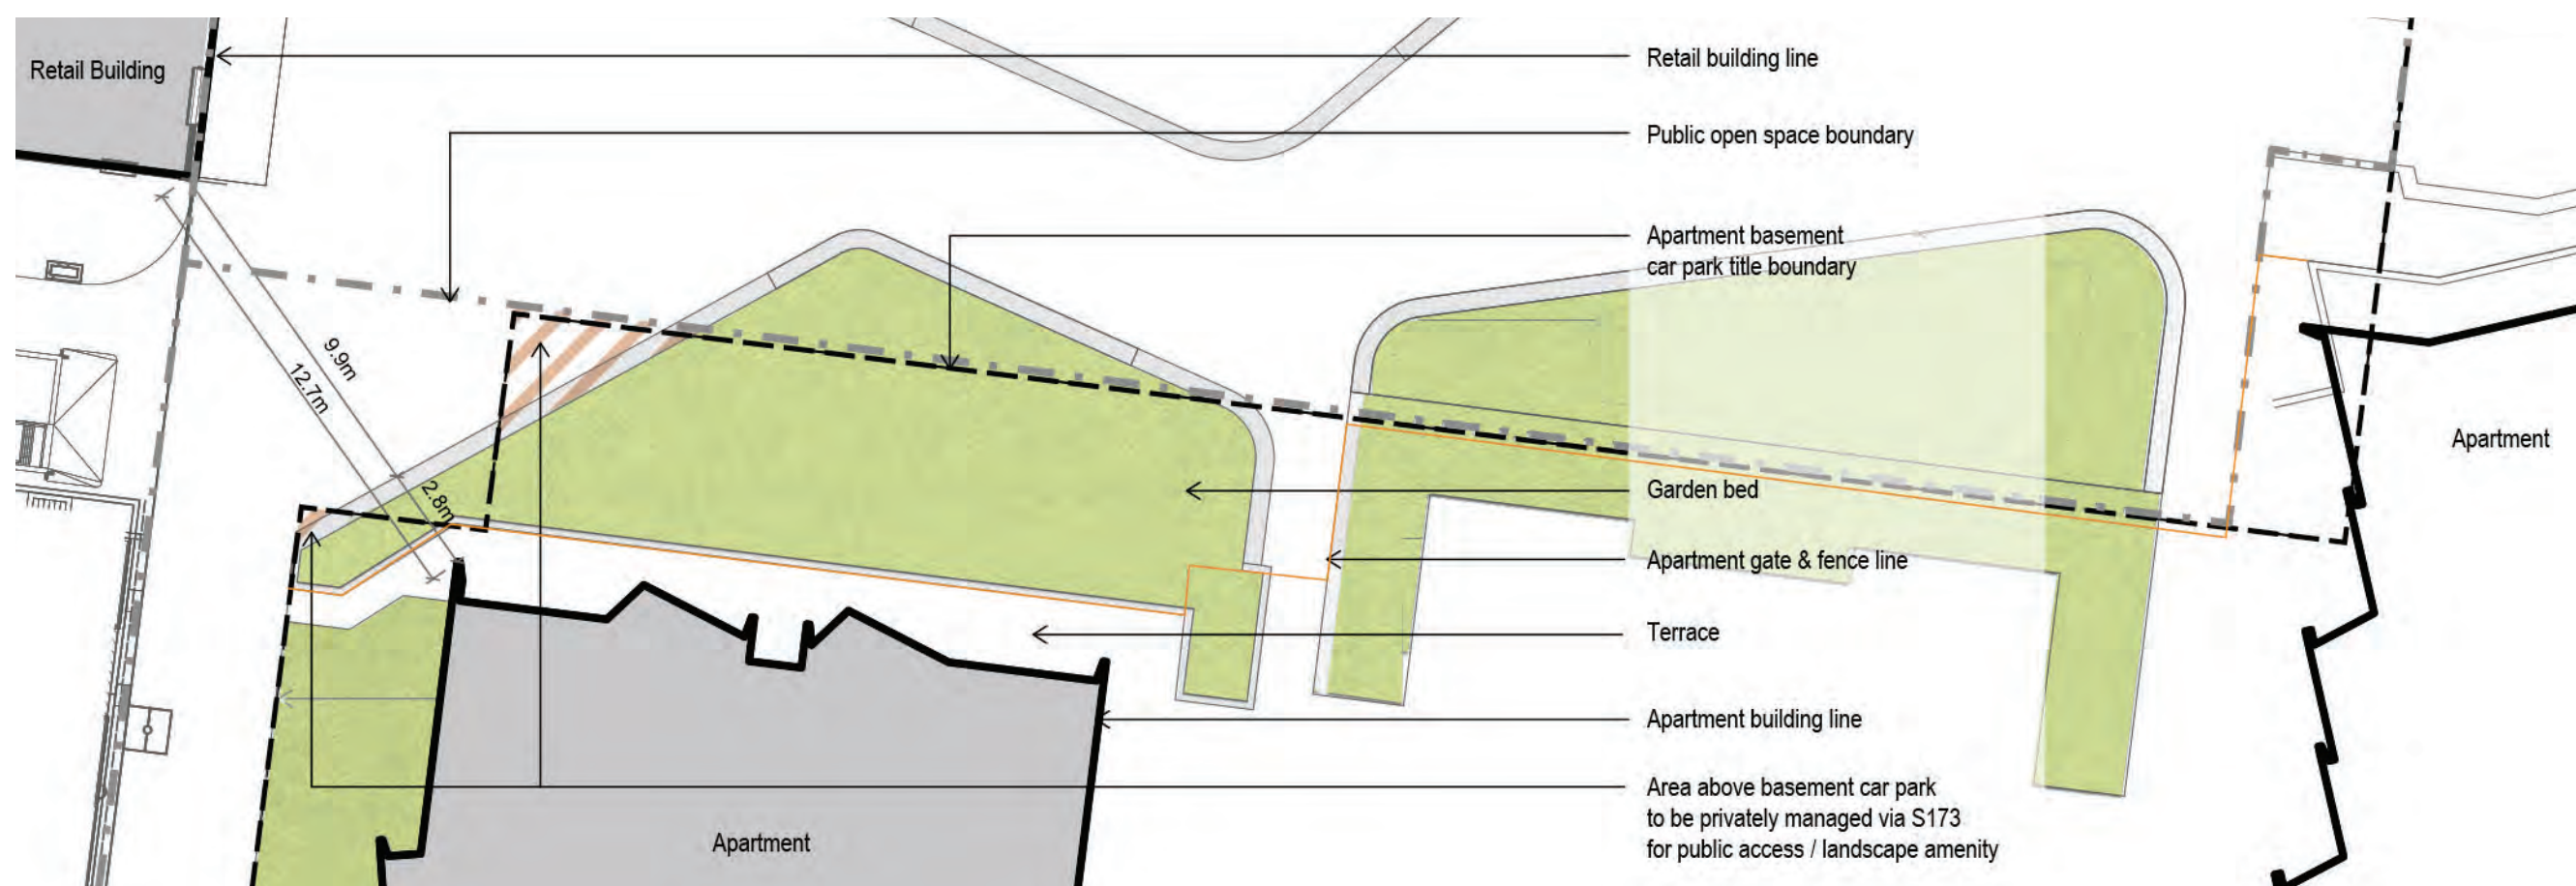 Retail Building
Retail building line
Public open space boundary
Apartment basement
car park title boundary
9.9m
12.7m
2.8m
Apartment
Garden bed
Apartment gate & fence line
Terrace
Apartment building line
Area above basement car park
to be privately managed via S173
for public access / landscape amenity
Apartment